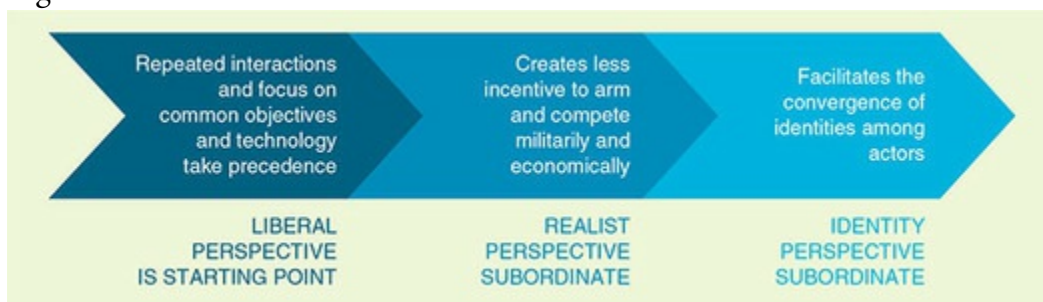 Repeated interactions
and focus on
common objectives
and technology
take precedence
Creates less
incentive to arm
and compete
militarily and
economically
Facilitates the
convergence of
identities among
actors
LIBERAL
PERSPECTIVE
IS STARTING POINT
REALIST
PERSPECTIVE
SUBORDINATE
IDENTITY
PERSPECTIVE
SUBORDINATE